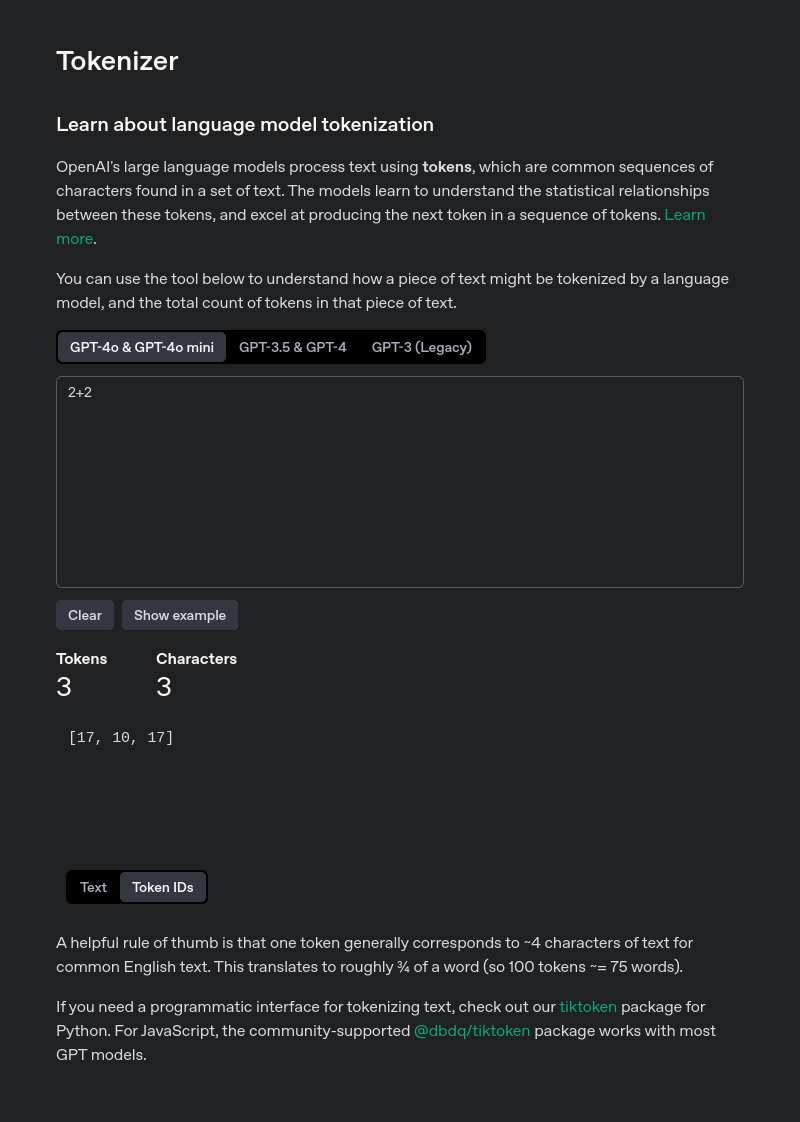 Tokenizer
Learn about language model tokenization
OpenAI's large language models process text using tokens, which are common sequences of
characters found in a set of text. The models learn to understand the statistical relationships
between these tokens, and excel at producing the next token in a sequence of tokens. Learn
more.
You can use the tool below to understand how a piece of text might be tokenized by a language
model, and the total count of tokens in that piece of text.
GPT-4o & GPT-4o mini GPT-3.5 & GPT-4 GPT-3 (Legacy)
2+2
Clear Show example
Tokens Characters
3 3
[17, 10, 17]
Text Token IDs
A helpful rule of thumb is that one token generally corresponds to ~4 characters of text for
common English text. This translates to roughly ¾ of a word (so 100 tokens ~= 75 words).
If you need a programmatic interface for tokenizing text, check out our tiktoken package for
Python. For JavaScript, the community-supported @dbdq/tiktoken package works with most
GPT models.